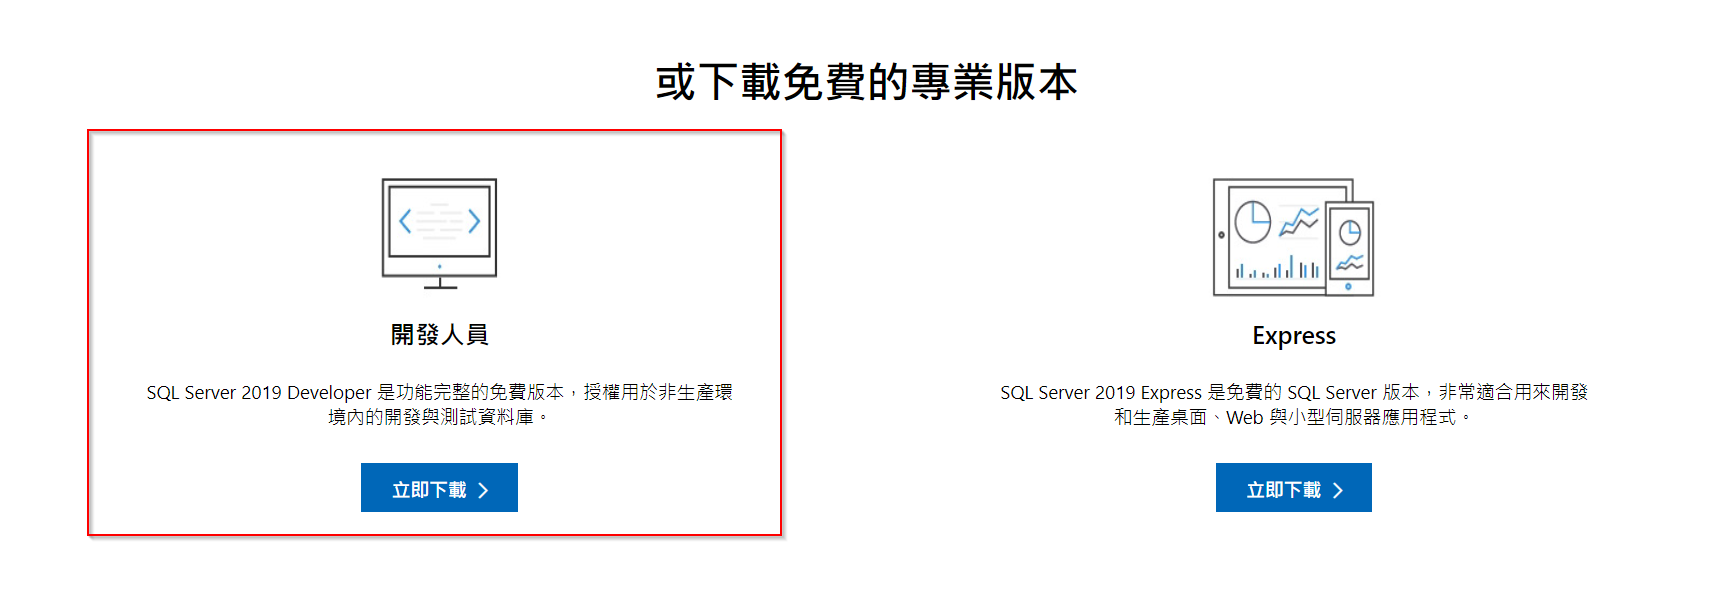 或下載免費的專業版本
開發人員
SQL Server 2019 Developer 是功能完整的免費版本，授權用於非生產環
境內的開發與測試資料庫。
立即下載
Express
SQL Server 2019 Express 是免費的 SQL Server 版本，非常適合用來開發
和生產桌面、Web 與小型伺服器應用程式。
立即下載